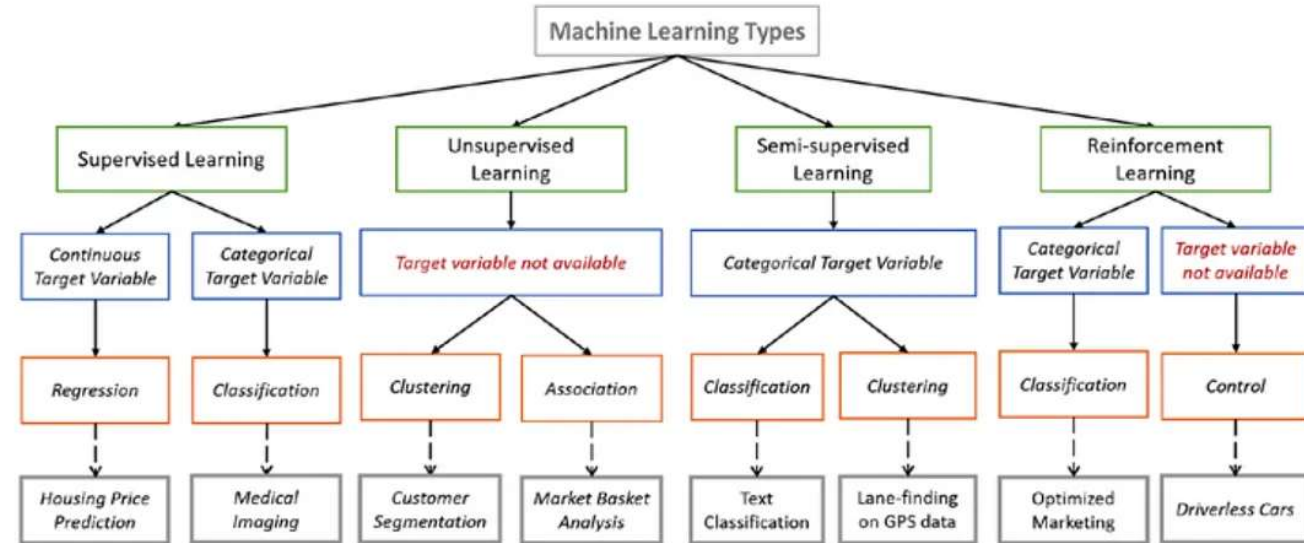 Machine Learning Types
Supervised Learning
Unsupervised
Learning
Semi-supervised
Learning
Reinforcement
Learning
Continuous
Target Variable
Categorical
Target Variable
Target variable not available
Categorical Target Variable
Categorical
Target Variable
Target variable
not available
Regression
Classification
Clustering
Association
Classification
Clustering
Classification
Control
Housing Price
Prediction
Medical
Imaging
Customer
Segmentation
Market Basket
Analysis
Text
Classification
Lane-finding
on GPS data
Optimized
Marketing
Driverless Cars